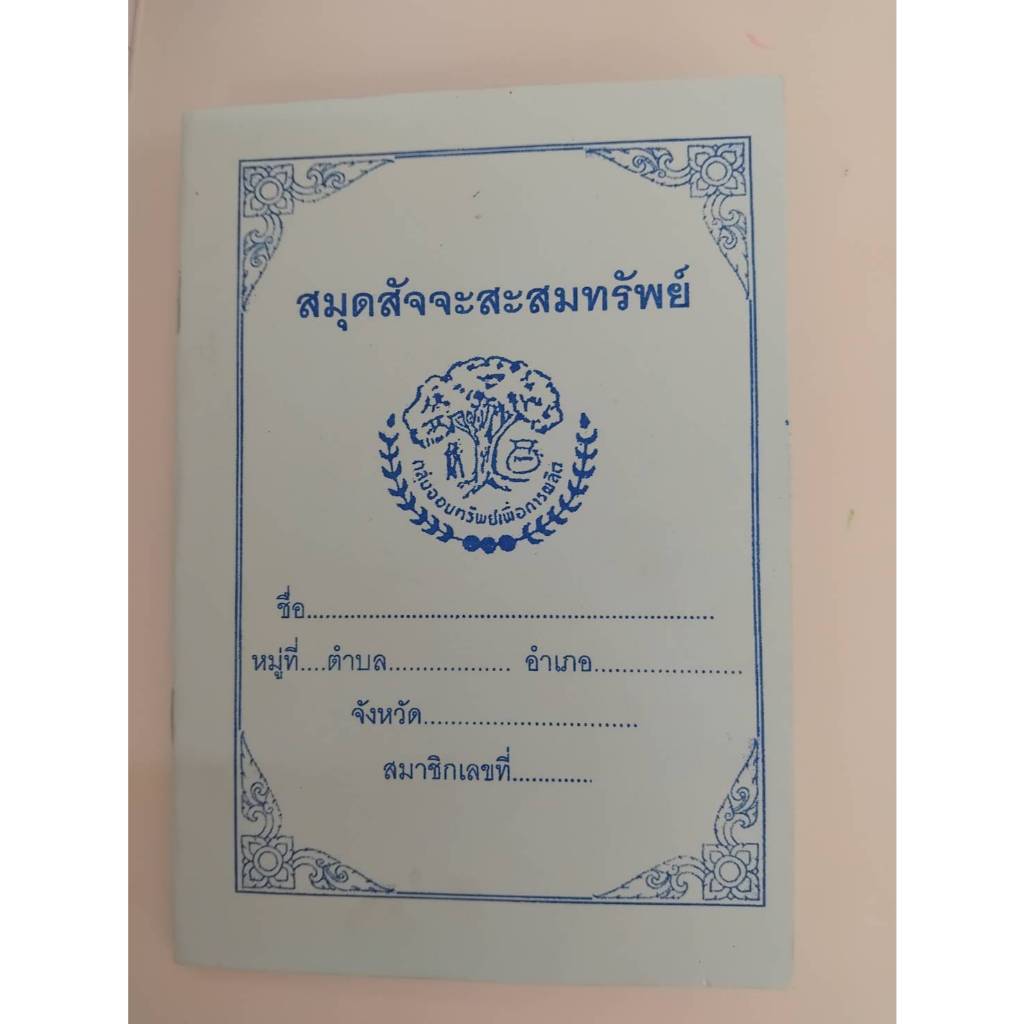 สมุดสัจจะสะสมทรัพย์
กลุ่มออมทรัพย์เพื่อการผลิต
ชื่อ....................................................................
หมู่ที่....ตำบล.................... อำเภอ........................
จังหวัด...................................
สมาชิกเลขที่.............